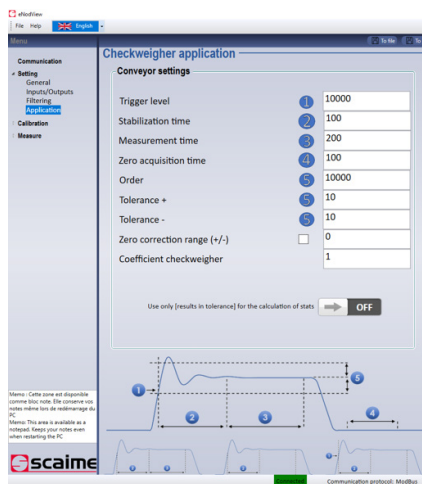 eNodView
File Help English
Menu
To file To
Communication
Setting
General
Inputs/Outputs
Filtering
Application
Calibration
Measure
Checkweigher application
Conveyor settings
Trigger level 1 10000
Stabilization time 2 100
Measurement time 3 200
Zero acquisition time 4 100
Order 5 10000
Tolerance + 5 10
Tolerance - 5 10
Zero correction range (+/-) 0
Coefficient checkweigher 1
Use only [results in tolerance] for the calculation of stats OFF
1
5
2
3
4
Memo : Cette zone est disponible
comme bloc note. Elle conserve vos
notes même lors de redémarrage du
PC
Memo: This area is available as a
notepad. Keeps your notes even
when restarting the PC
scaime
Connected Communication protocol: ModBus